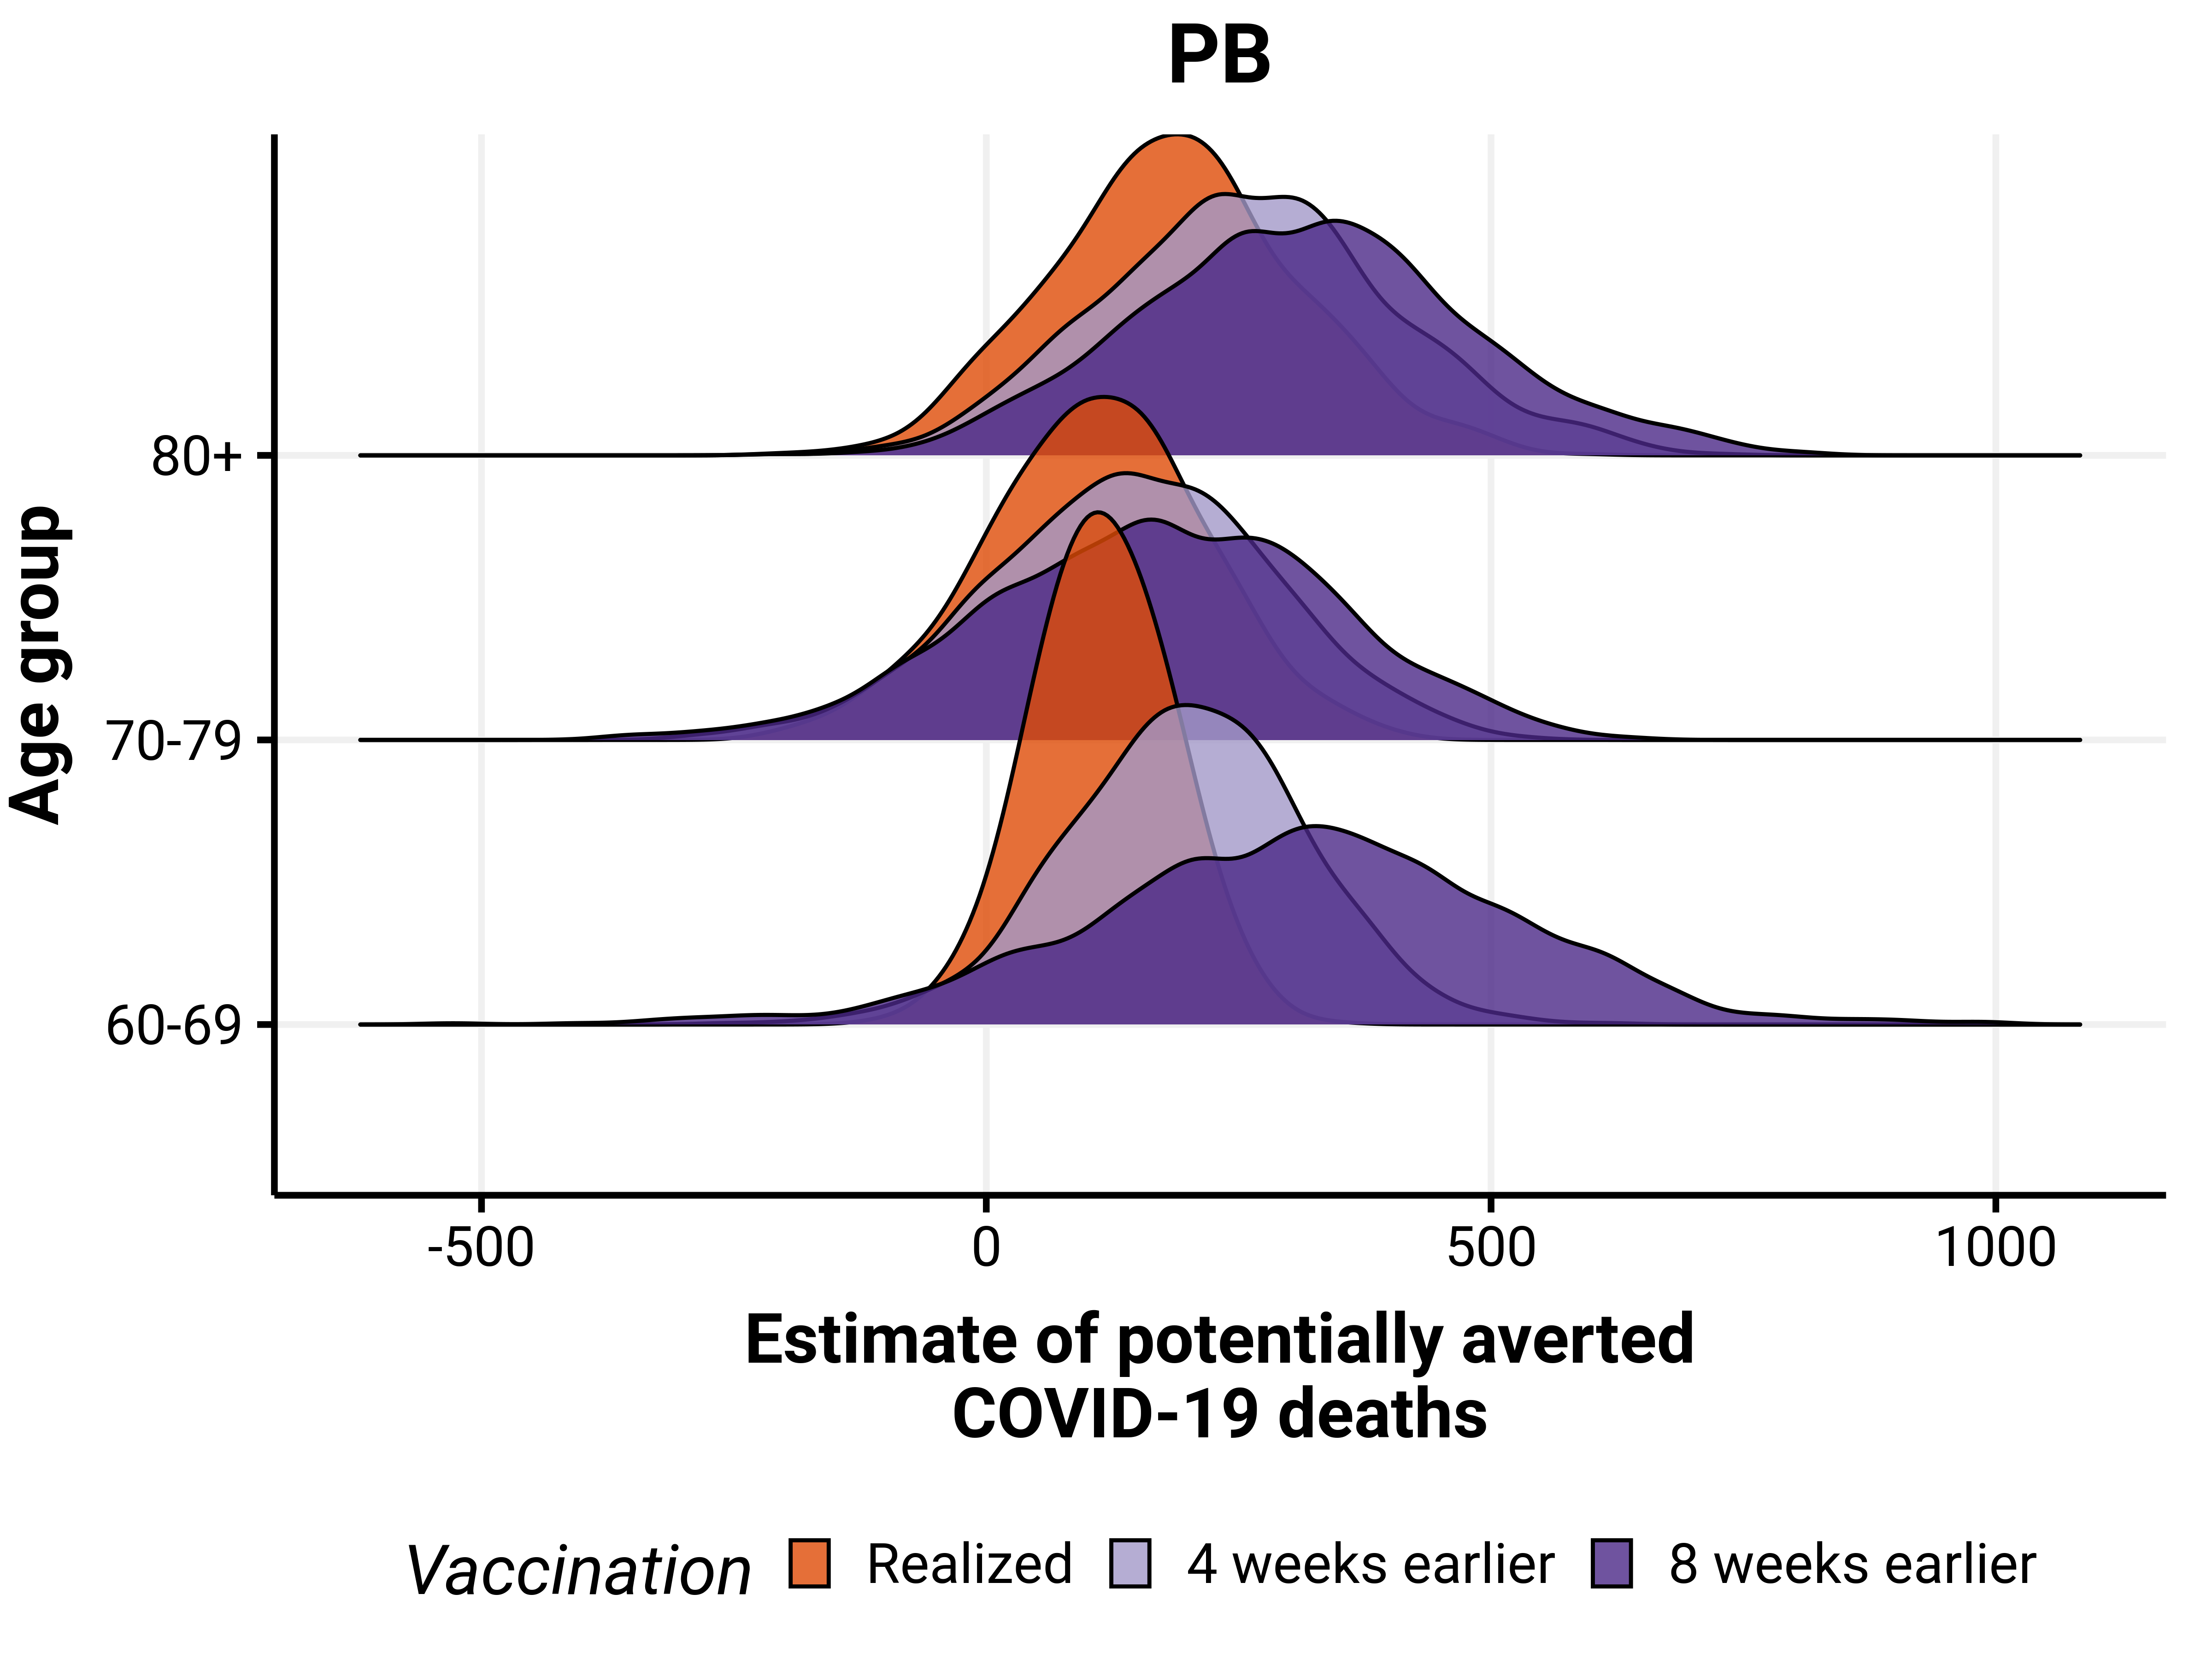 PB
Age group
80+
70-79
60-69
-500 0 500 1000
Estimate of potentially averted
COVID-19 deaths
Vaccination Realized 4 weeks earlier 8 weeks earlier